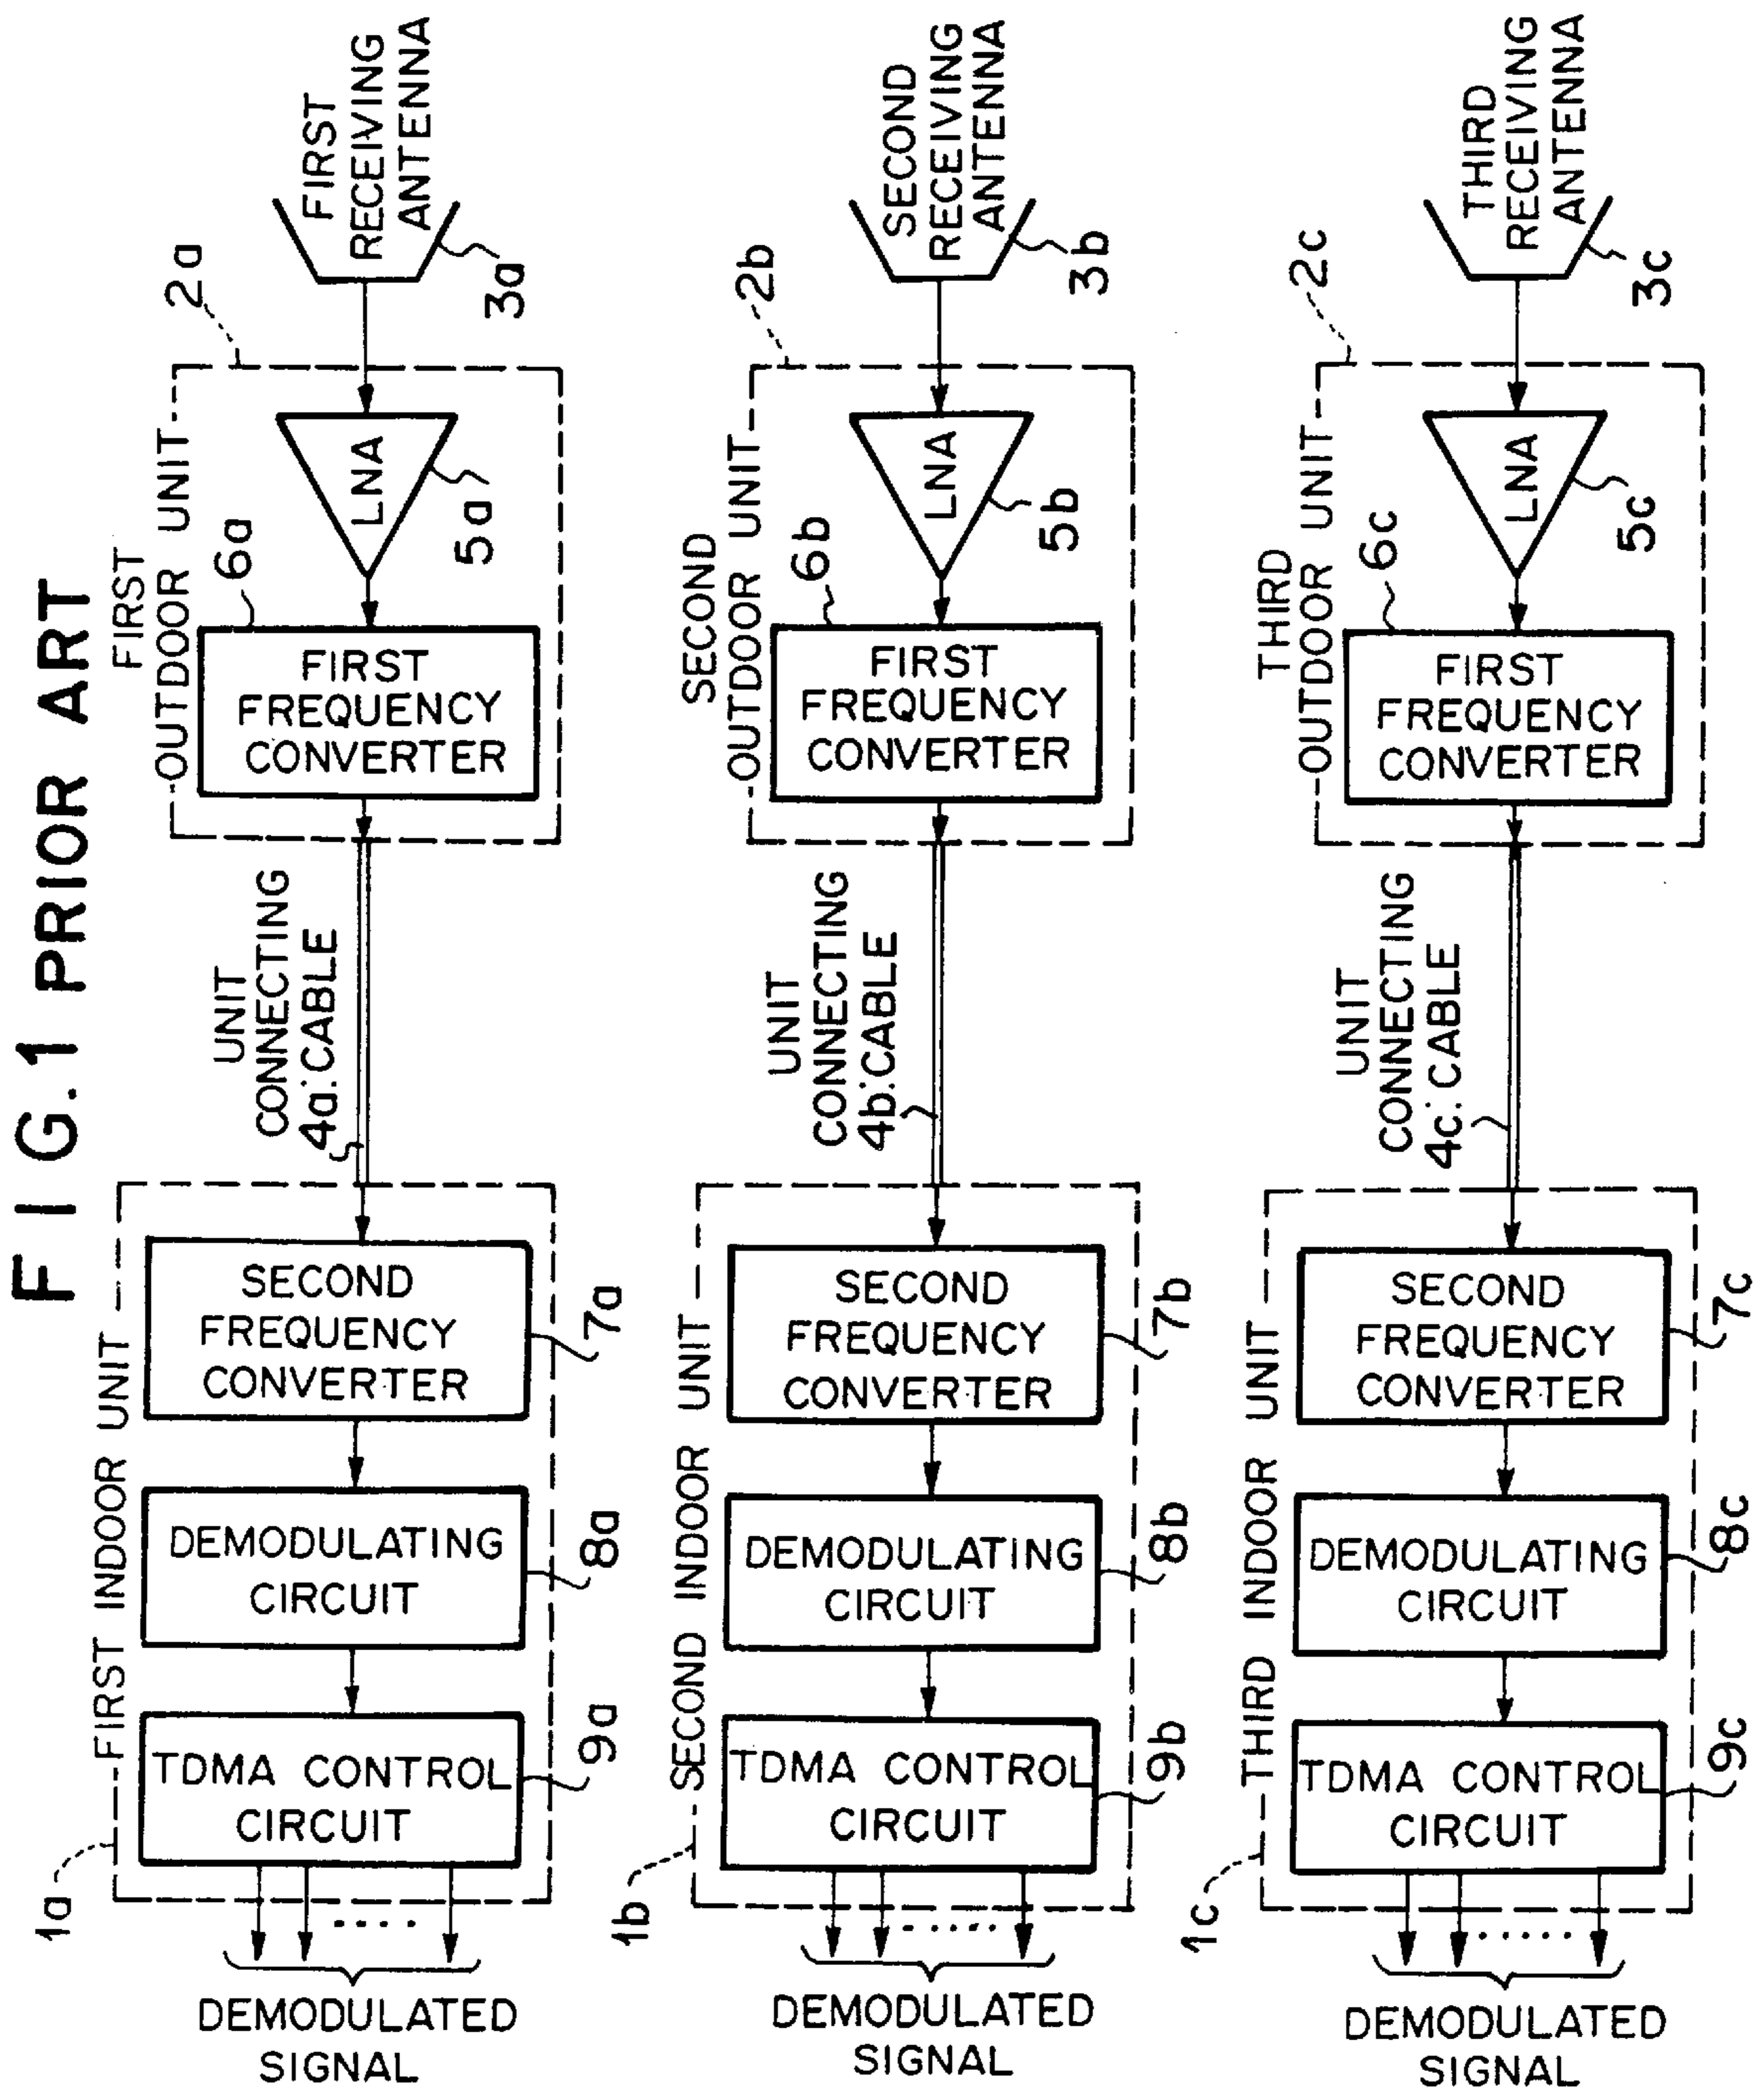 FIG.1 PRIOR ART
FIRST
RECEIVING
ANTENNA
3a
2a
FIRST
OUTDOOR UNIT
LNA
5a
6a
FIRST
FREQUENCY
CONVERTER
UNIT
CONNECTING
4a:CABLE
FIRST INDOOR UNIT
SECOND
FREQUENCY
CONVERTER
7a
DEMODULATING
CIRCUIT
8a
TDMA CONTROL
CIRCUIT
9a
1a
DEMODULATED
SIGNAL
SECOND
RECEIVING
ANTENNA
3b
2b
SECOND
OUTDOOR UNIT
LNA
5b
6b
FIRST
FREQUENCY
CONVERTER
UNIT
CONNECTING
4b:CABLE
SECOND INDOOR UNIT
SECOND
FREQUENCY
CONVERTER
7b
DEMODULATING
CIRCUIT
8b
TDMA CONTROL
CIRCUIT
9b
1b
DEMODULATED
SIGNAL
THIRD
RECEIVING
ANTENNA
3c
2c
THIRD
OUTDOOR UNIT
LNA
5c
6c
FIRST
FREQUENCY
CONVERTER
UNIT
CONNECTING
4c:CABLE
THIRD INDOOR UNIT
SECOND
FREQUENCY
CONVERTER
7c
DEMODULATING
CIRCUIT
8c
TDMA CONTROL
CIRCUIT
9c
1c
DEMODULATED
SIGNAL